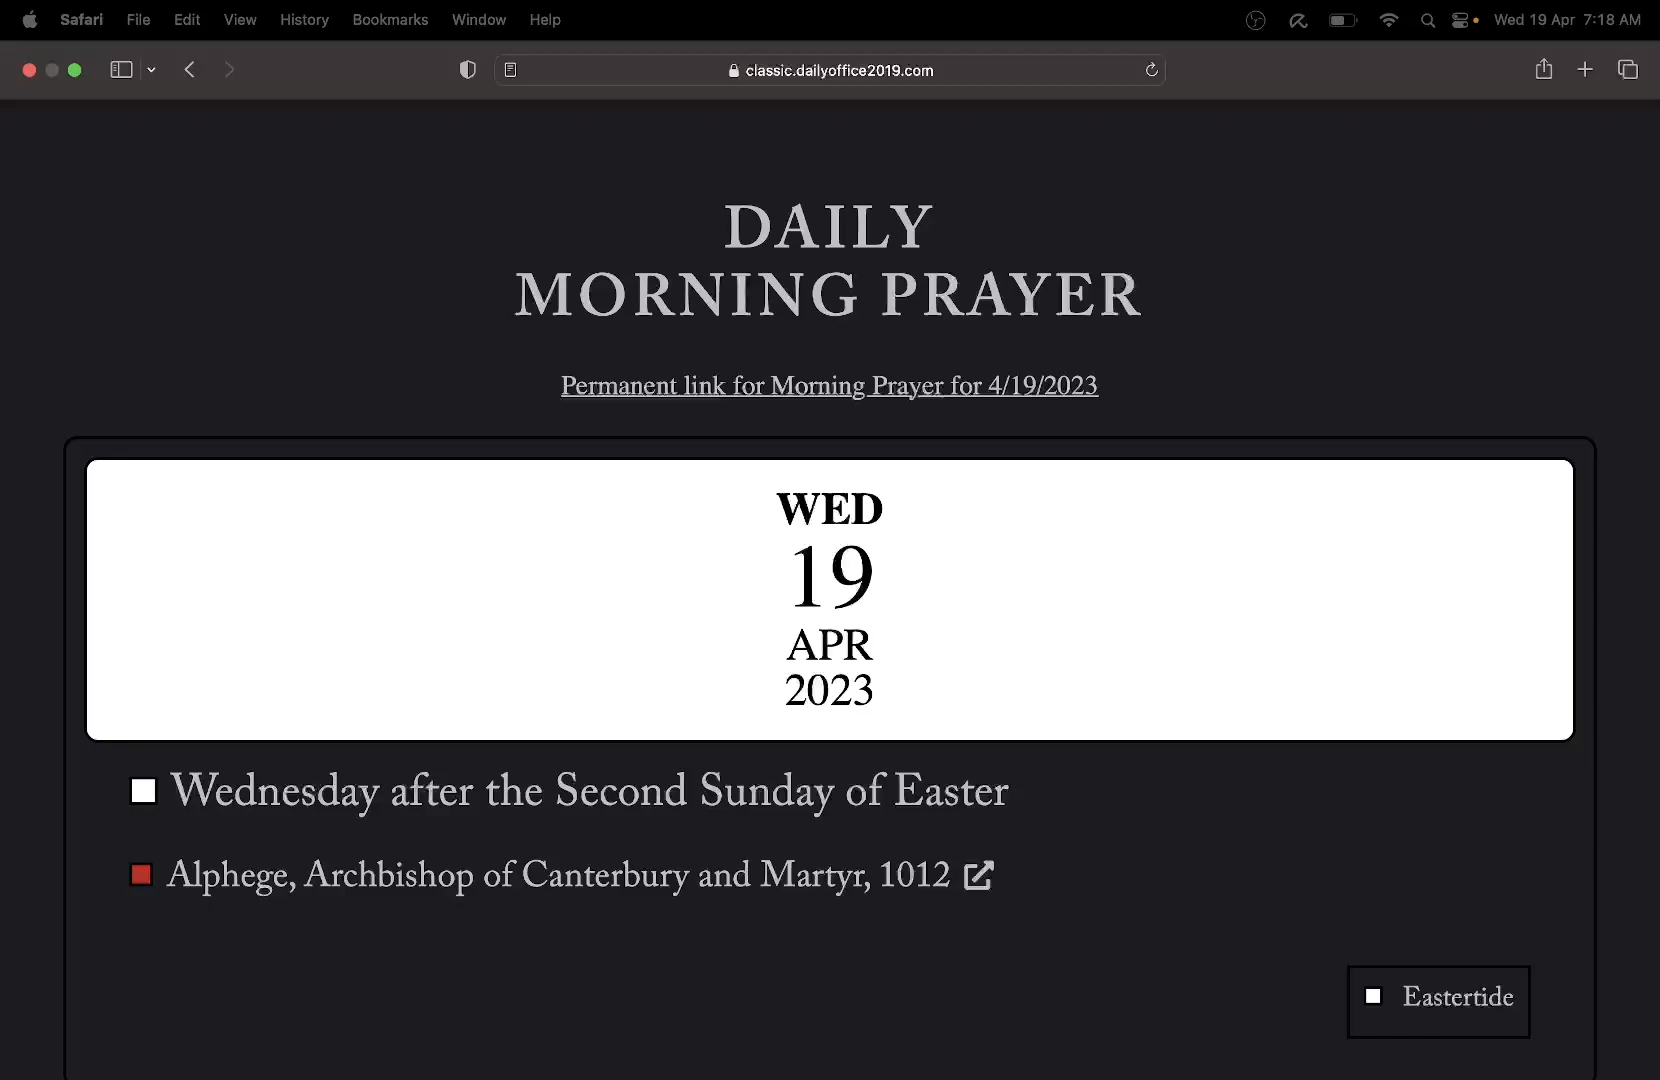 Safari File Edit View History Bookmarks Window Help Wed 19 Apr 7:18 AM
classic.dailyoffice2019.com
DAILY
MORNING PRAYER
Permanent link for Morning Prayer for 4/19/2023
WED
19
APR
2023
Wednesday after the Second Sunday of Easter
Alphege, Archbishop of Canterbury and Martyr, 1012
Eastertide